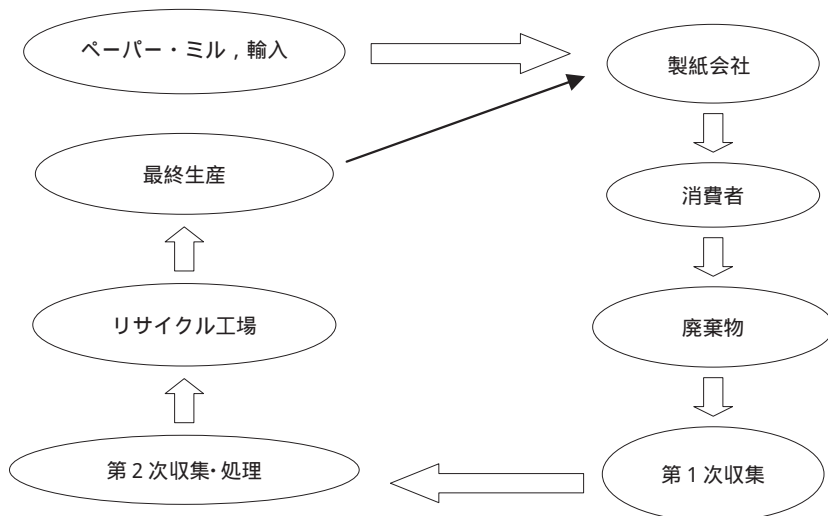 ペーパー・ミル，輸入
製紙会社
最終生産
消費者
リサイクル工場
廃棄物
第２次収集・処理
第１次収集